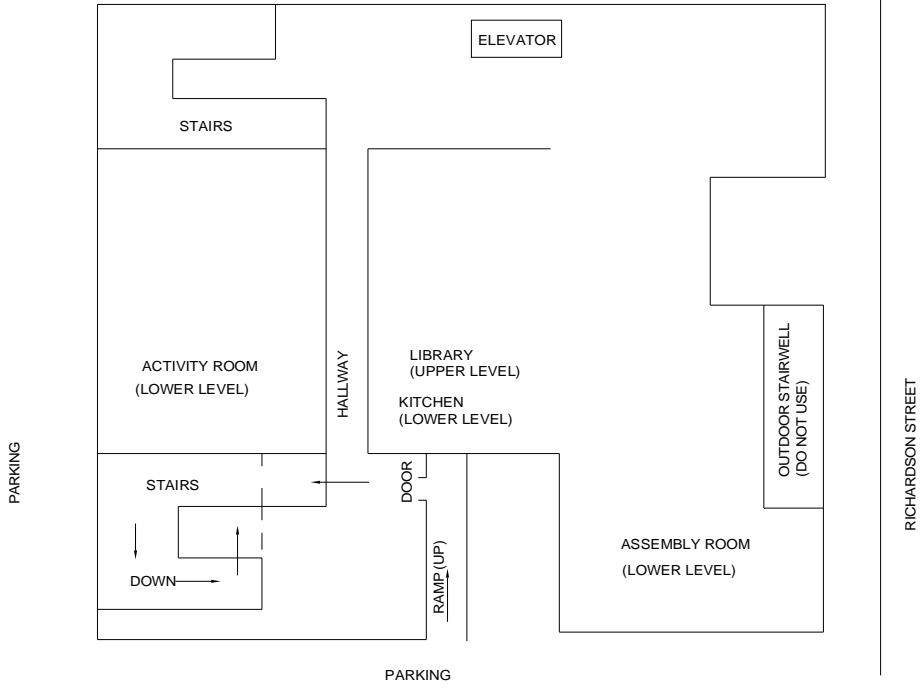 ELEVATOR
STAIRS
ACTIVITY ROOM
(LOWER LEVEL)
HALLWAY
LIBRARY
(UPPER LEVEL)
KITCHEN
(LOWER LEVEL)
OUTDOOR STAIRWELL
(DO NOT USE)
RICHARDSON STREET
PARKING
STAIRS
DOOR
DOWN
RAMP (UP)
ASSEMBLY ROOM
(LOWER LEVEL)
PARKING